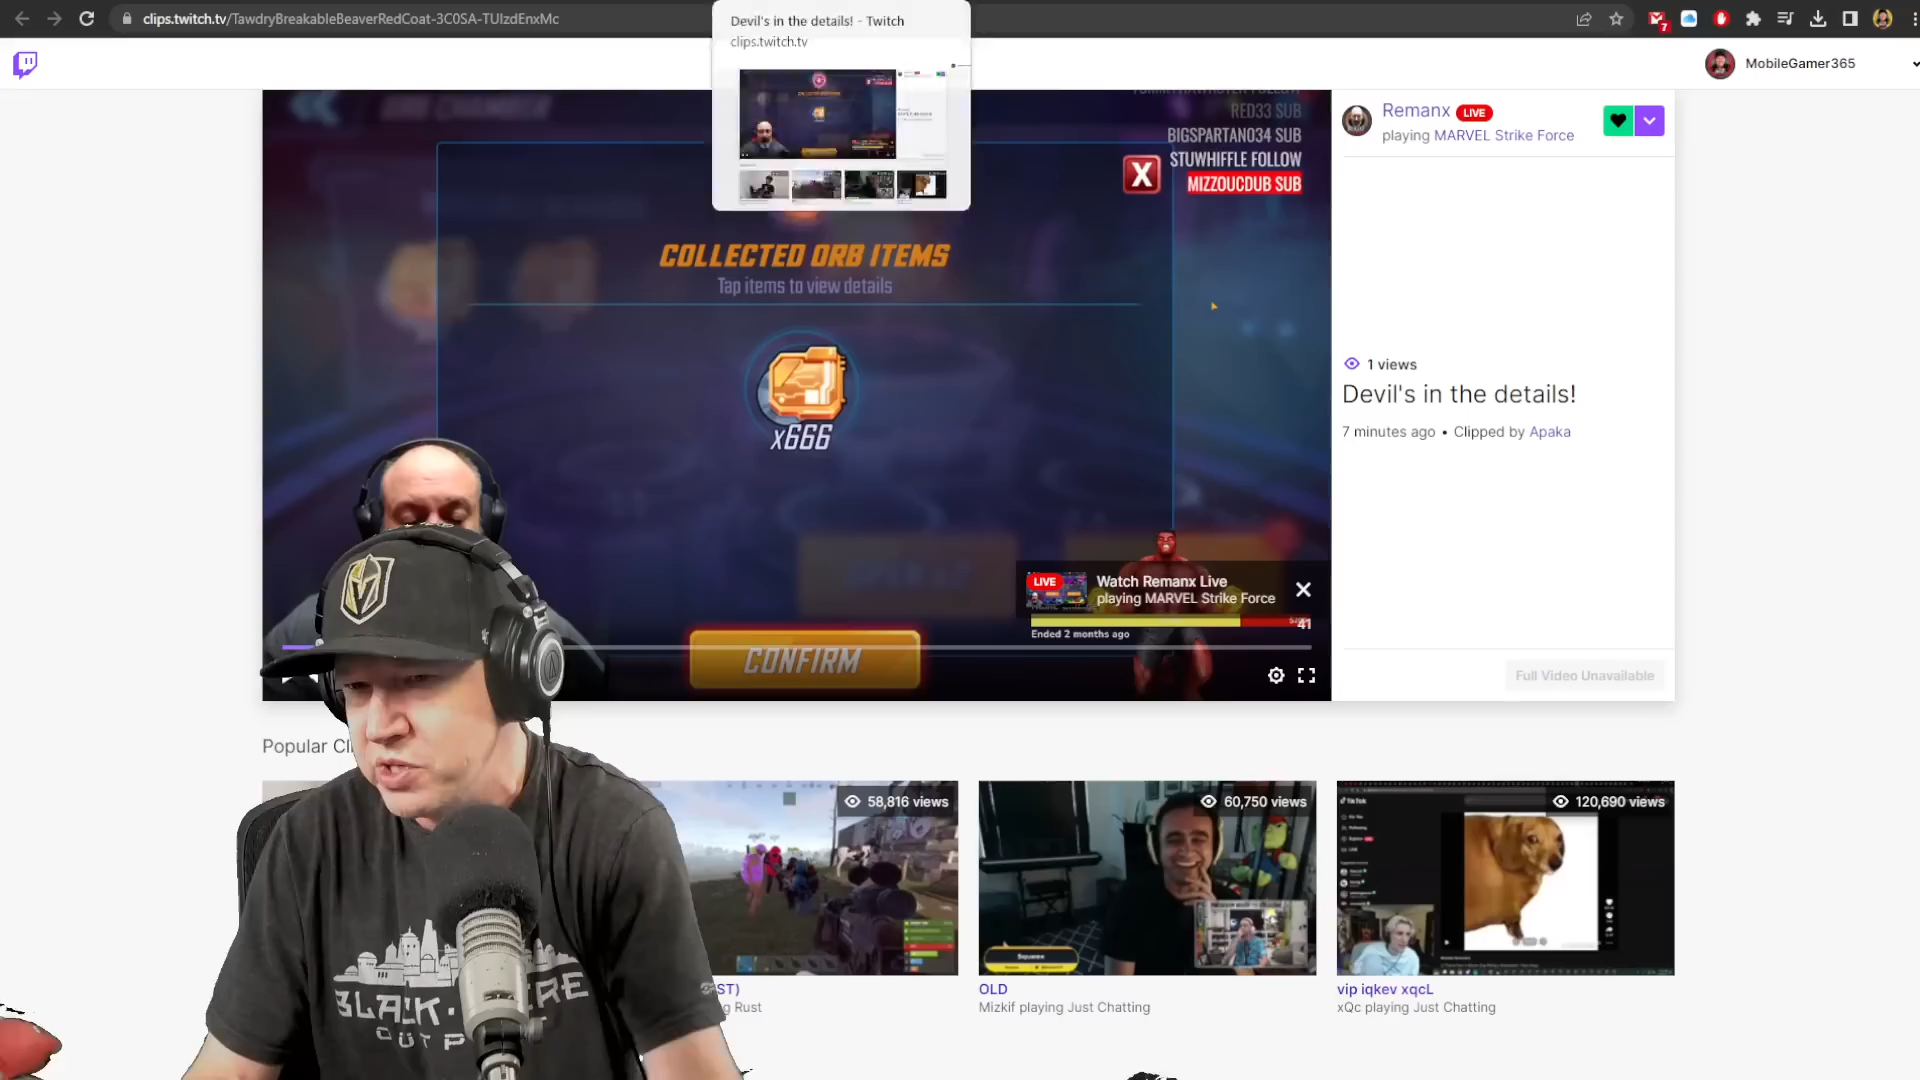 clips.twitch.tv/TawdryBreakableBeaverRedCoat-3C0SA-TUIzdEnxMc
Devil's in the details! - Twitch
clips.twitch.tv
7
MobileGamer365
RED33 SUB
BIGSPARTAN034 SUB
STUWHIFFLE FOLLOW
MIZZOUCDUB SUB
X
COLLECTED ORB ITEMS
Tap items to view details
x666
CONFIRM
LIVE
Watch Remanx Live
playing MARVEL Strike Force
Ended 2 months ago
41
Remanx LIVE
playing MARVEL Strike Force
1 views
Devil's in the details!
7 minutes ago • Clipped by Apaka
Full Video Unavailable
Popular
58,816 views
60,750 views
120,690 views
TikTok
OLD
Mizkif playing Just Chatting
vip iqkev xqcL
xQc playing Just Chatting
Rust